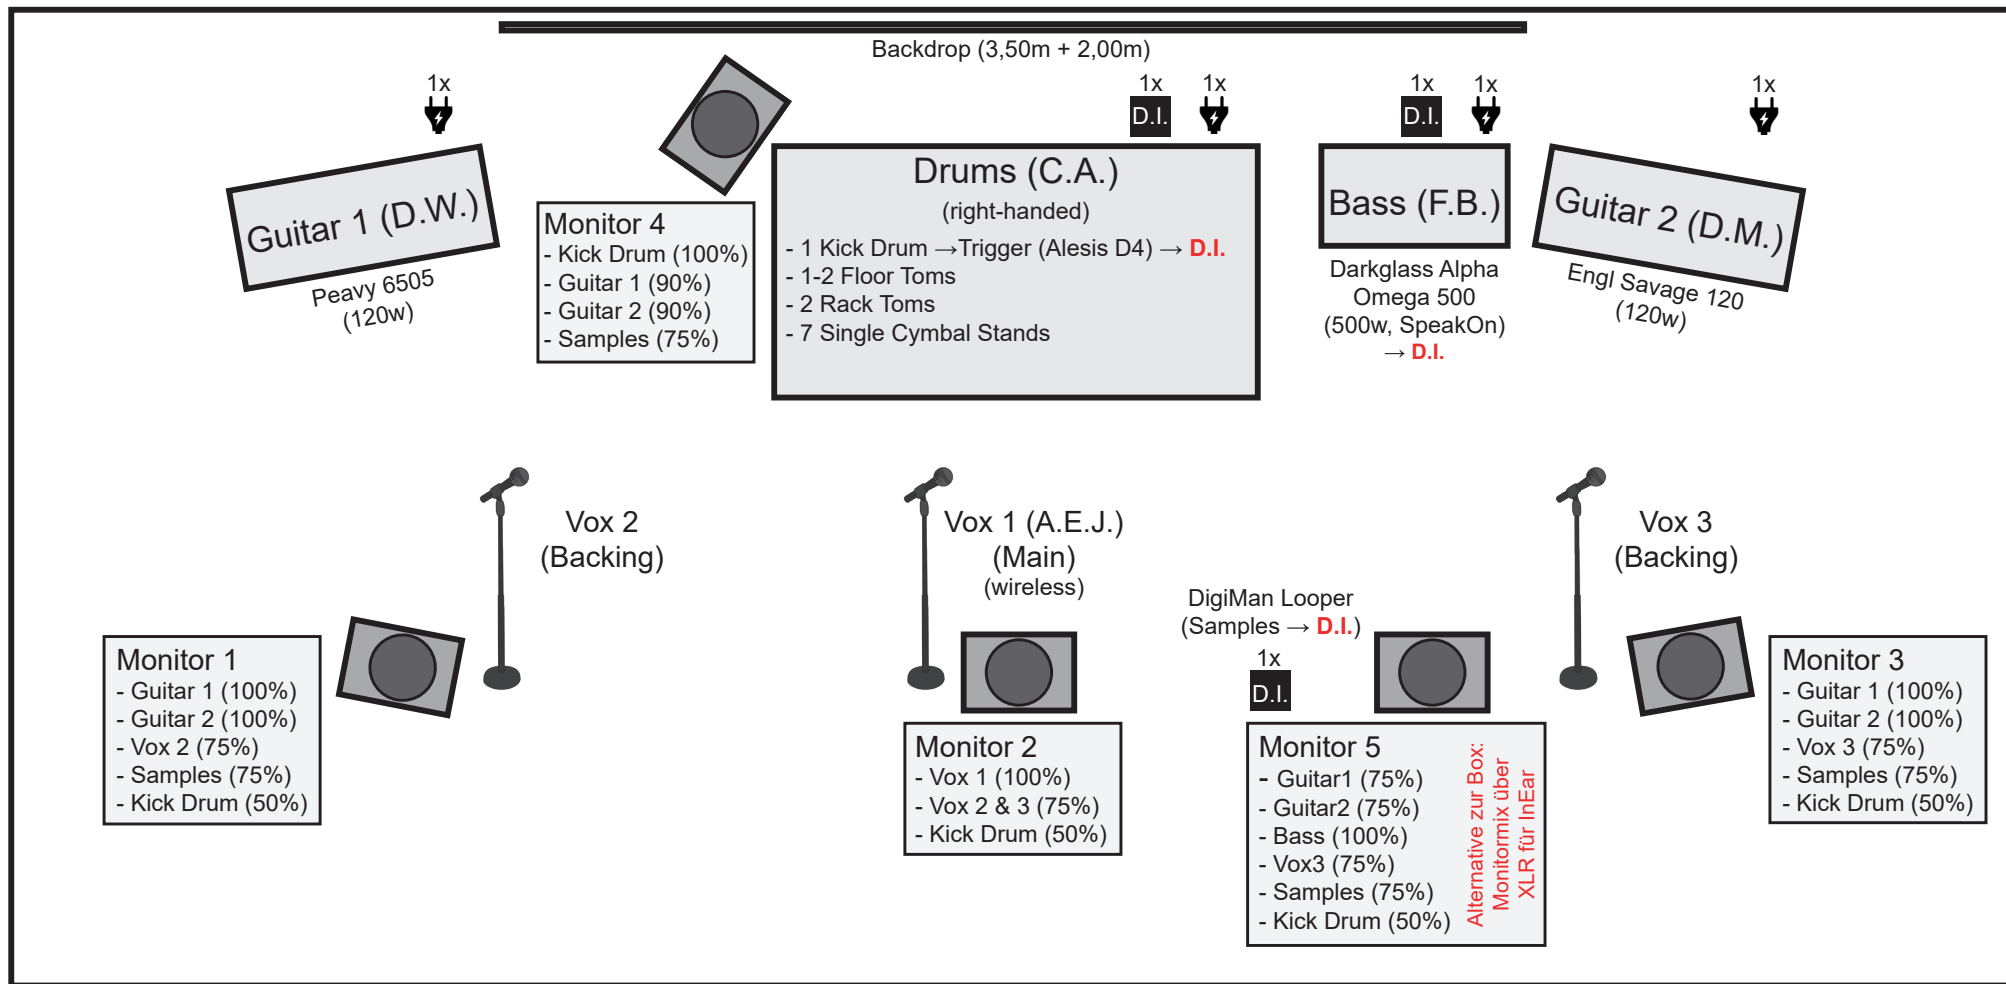 Backdrop (3,50m + 2,00m)
1x
1x
D.I.
1x
1x
D.I.
1x
1x
Guitar 1 (D.W.)
Peavy 6505
(120w)
Monitor 4
- Kick Drum (100%)
- Guitar 1 (90%)
- Guitar 2 (90%)
- Samples (75%)
Drums (C.A.)
(right-handed)
- 1 Kick Drum →Trigger (Alesis D4) → D.I.
- 1-2 Floor Toms
- 2 Rack Toms
- 7 Single Cymbal Stands
Bass (F.B.)
Darkglass Alpha
Omega 500
(500w, SpeakOn)
→ D.I.
Guitar 2 (D.M.)
Engl Savage 120
(120w)
Vox 2
(Backing)
Vox 1 (A.E.J.)
(Main)
(wireless)
Vox 3
(Backing)
DigiMan Looper
(Samples → D.I.)
1x
D.I.
Monitor 1
- Guitar 1 (100%)
- Guitar 2 (100%)
- Vox 2 (75%)
- Samples (75%)
- Kick Drum (50%)
Monitor 2
- Vox 1 (100%)
- Vox 2 & 3 (75%)
- Kick Drum (50%)
Monitor 5
- Guitar1 (75%)
- Guitar2 (75%)
- Bass (100%)
- Vox3 (75%)
- Samples (75%)
- Kick Drum (50%)
Alternative zur Box:
Monitormix über
XLR für InEar
Monitor 3
- Guitar 1 (100%)
- Guitar 2 (100%)
- Vox 3 (75%)
- Samples (75%)
- Kick Drum (50%)